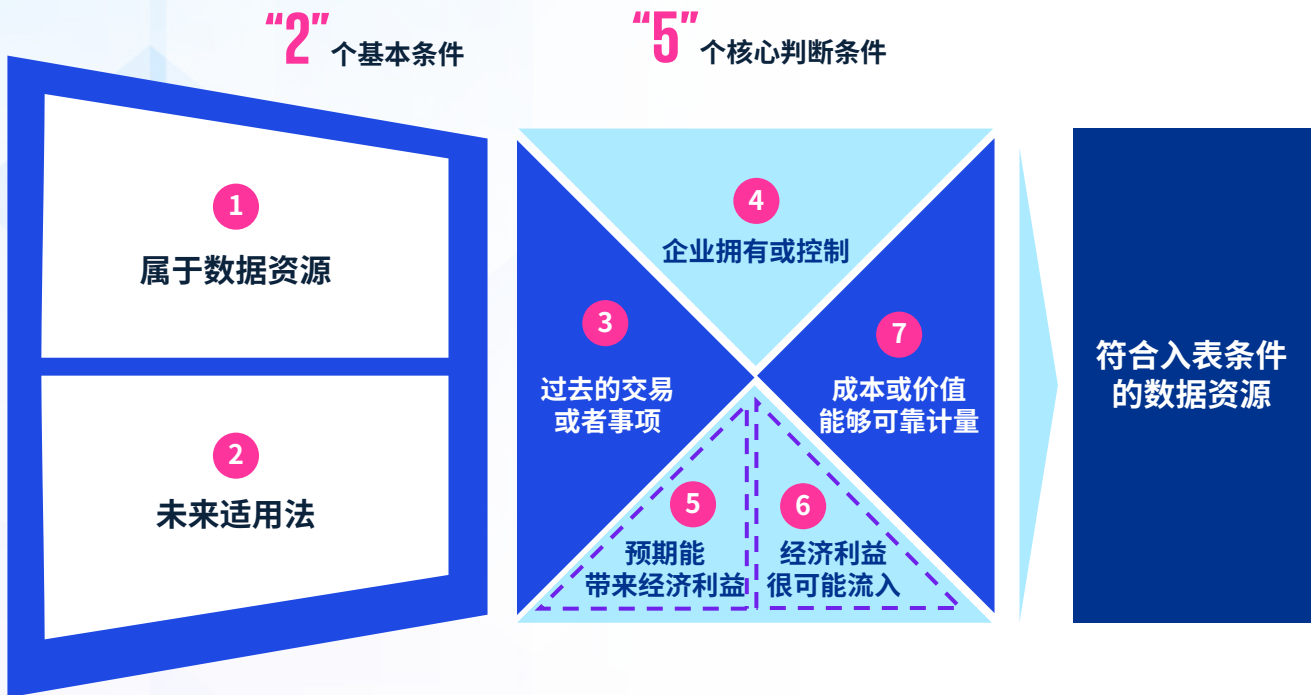 “2”个基本条件
“5”个核心判断条件
1
属于数据资源
2
未来适用法
3
过去的交易
或者事项
4
企业拥有或控制
5
预期能
带来经济利益
6
经济利益
很可能流入
7
成本或价值
能够可靠计量
符合入表条件
的数据资源